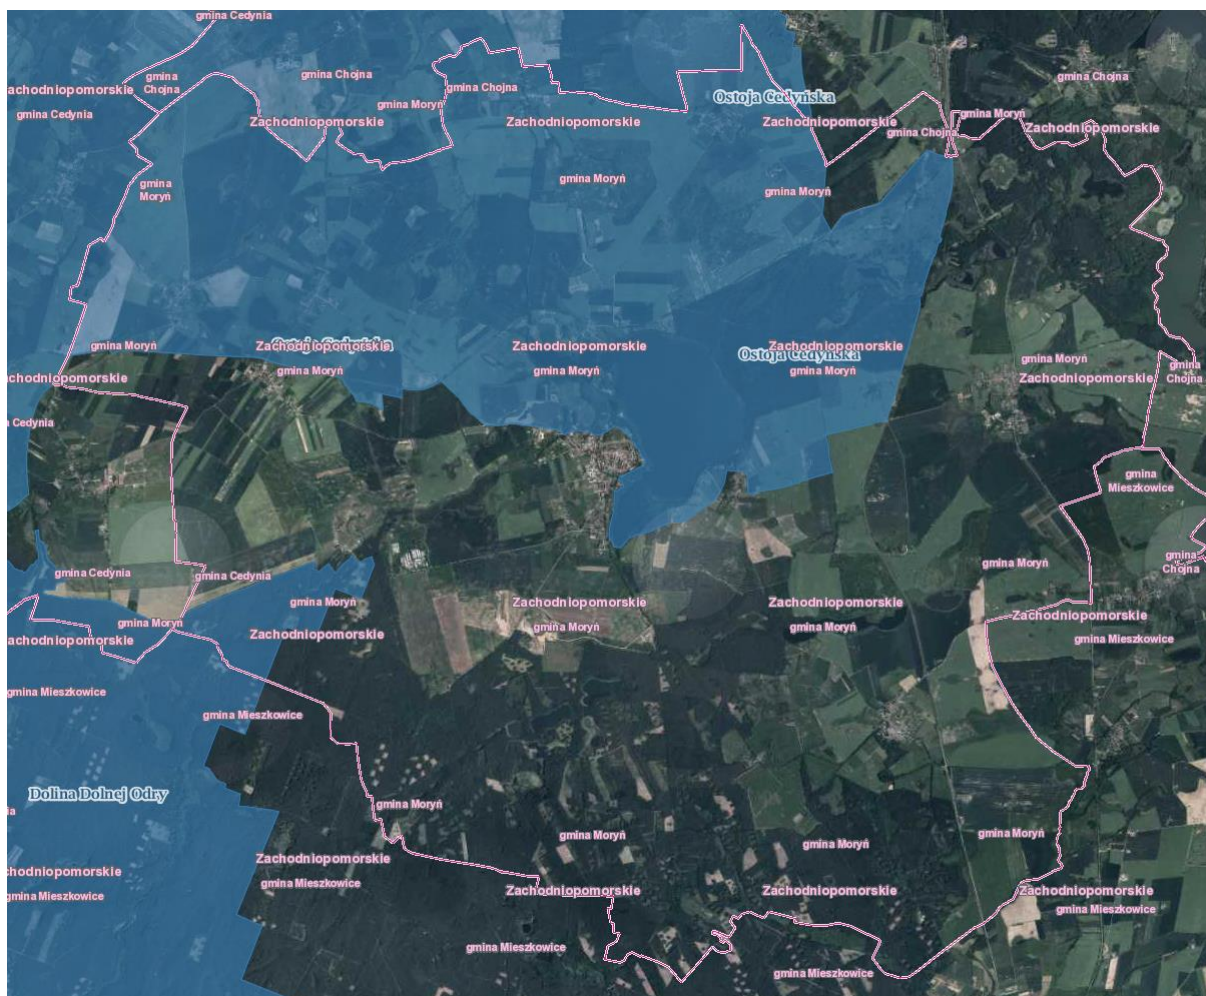 gmina Cedynia
gmina
Chojna
gmina Chojna
gmina Chojna
gmina Chojna
achodniopomorskie
gmina Cedynia
gmina Moryń
Ostoja Cedyńska
gmina Moryń
Zachodniopomorskie
Zachodniopomorskie
Zachodniopomorskie
gmina Chojna
Zachodniopomorskie
gmina
Moryń
gmina Moryń
gmina Moryń
gmina Moryń
Zachodniopomorskie
Zachodniopomorskie
Zachodniopomorskie
Ostoja Cedyńska
gmina Moryń
gmina Moryń
gmina Moryń
gmina Moryń
gmina
Chojna
achodniopomorskie
Zachodniopomorskie
a Cedynia
gmina
Mieszkowice
gmina Cedynia
gmina Cedynia
gmina Moryń
gmina
Chojna
gmina Moryń
Zachodniopomorskie
Zachodniopomorskie
Zachodniopomorskie
gmina Moryń
gmina Moryń
gmina Moryń
achodniopomorskie
Zachodniopomorskie
gmina Mieszkowice
gmina Mieszkowice
gmina Mieszkowice
Dolina Dolnej Odry
gmina Moryń
ia
gmina Moryń
gmina Moryń
gmina Moryń
Zachodniopomorskie
chodniopomorskie
gmina Mieszkowice
gmina Mieszkowice
Zachodniopomorskie
Zachodniopomorskie
Zachodniopomorskie
gmina Mieszkowice
gmina Mieszkowice
gmina Mieszkowice